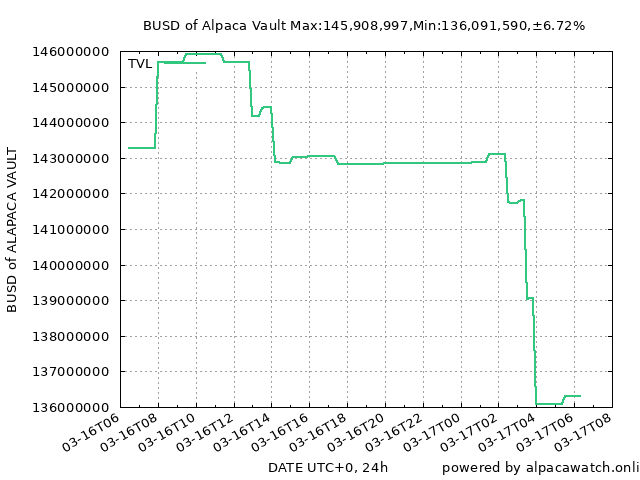 BUSD of Alpaca Vault Max:145,908,997,Min:136,091,590,±6.72%
146000000
TVL
145000000
144000000
143000000
142000000
141000000
140000000
139000000
138000000
137000000
136000000
BUSD of ALAPACA VAULT
03-16T06
03-16T08
03-16T10
03-16T12
03-16T14
03-16T16
03-16T18
03-16T20
03-16T22
03-17T00
03-17T02
03-17T04
03-17T06
03-17T08
DATE UTC+0, 24h
powered by alpacawatch.onli